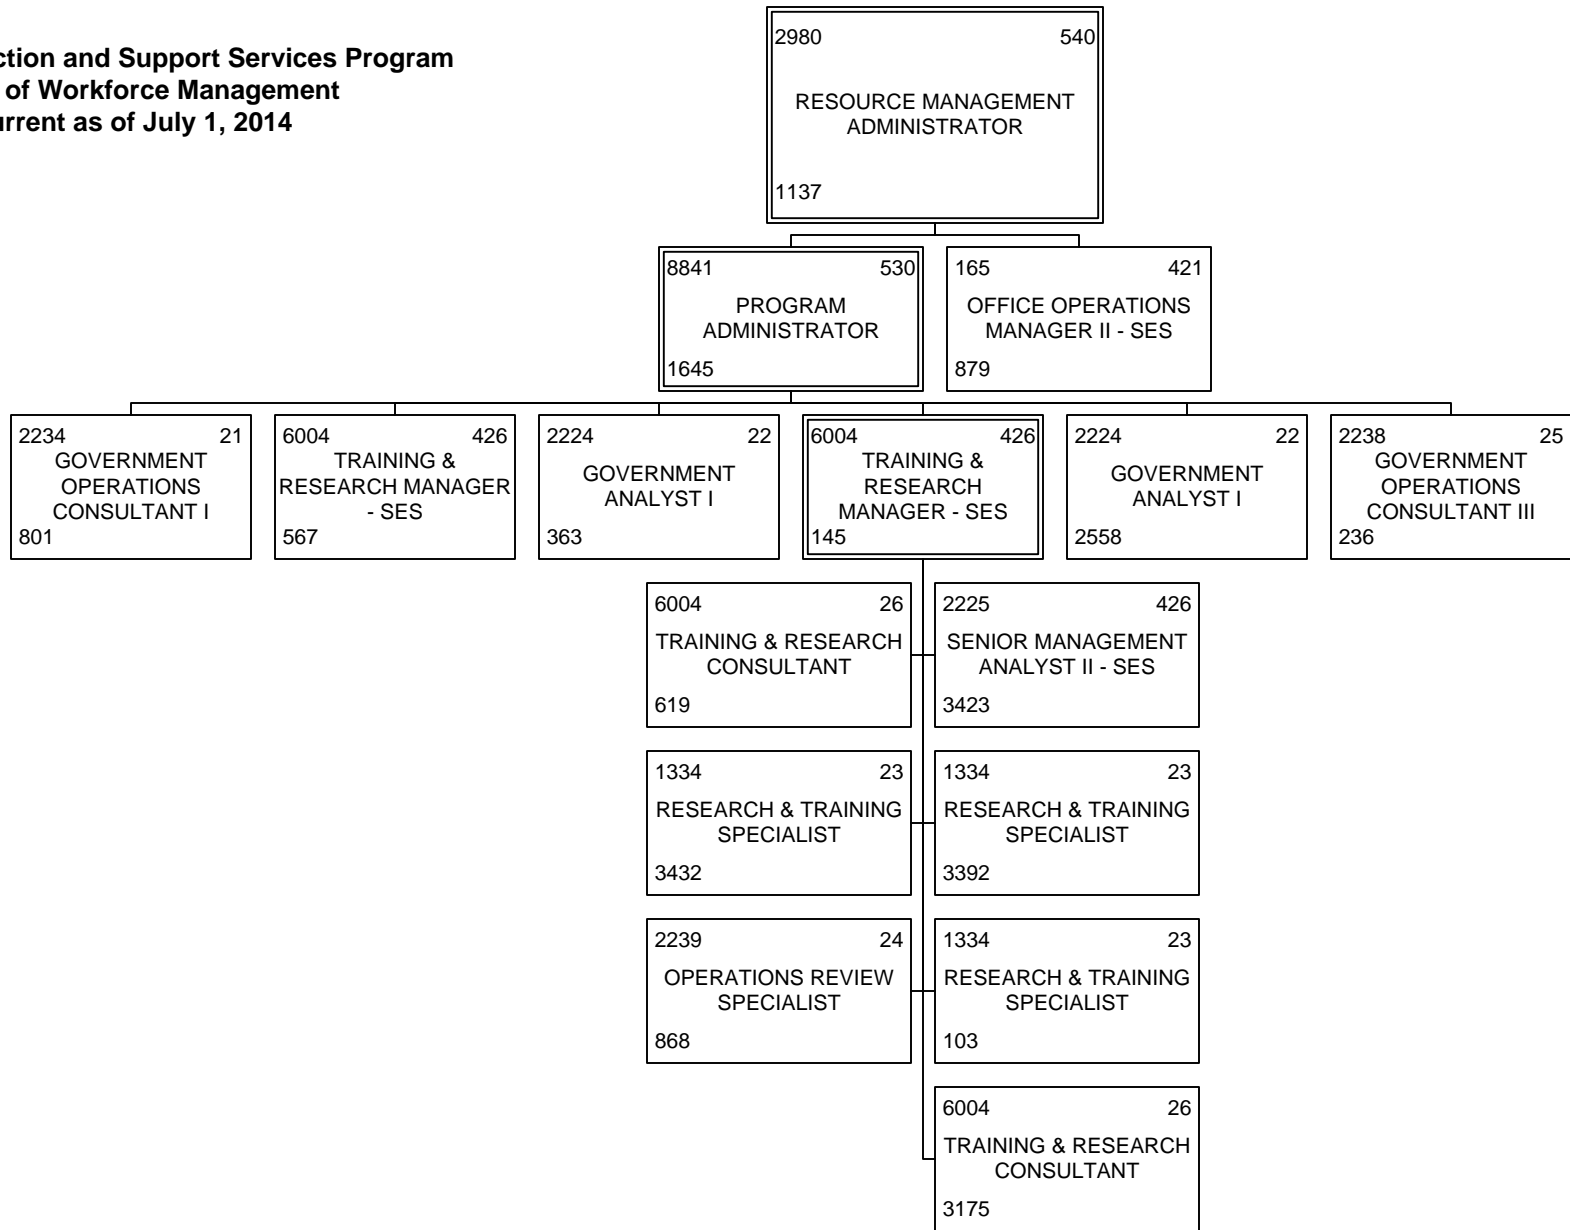 and Support Services Program
of Workforce Management
as of July 1, 2014
2980 540
RESOURCE MANAGEMENT
ADMINISTRATOR
1137
8841 530
PROGRAM
ADMINISTRATOR
1645
165 421
OFFICE OPERATIONS
MANAGER II - SES
879
2234 21
GOVERNMENT
OPERATIONS
CONSULTANT I
801
6004 426
TRAINING &
RESEARCH MANAGER
- SES
567
2224 22
GOVERNMENT
ANALYST I
363
6004 426
TRAINING &
RESEARCH
MANAGER - SES
145
2224 22
GOVERNMENT
ANALYST I
2558
2238 25
GOVERNMENT
OPERATIONS
CONSULTANT III
236
6004 26
TRAINING & RESEARCH
CONSULTANT
619
2225 426
SENIOR MANAGEMENT
ANALYST II - SES
3423
1334 23
RESEARCH & TRAINING
SPECIALIST
3432
1334 23
RESEARCH & TRAINING
SPECIALIST
3392
2239 24
OPERATIONS REVIEW
SPECIALIST
868
1334 23
RESEARCH & TRAINING
SPECIALIST
103
6004 26
TRAINING & RESEARCH
CONSULTANT
3175